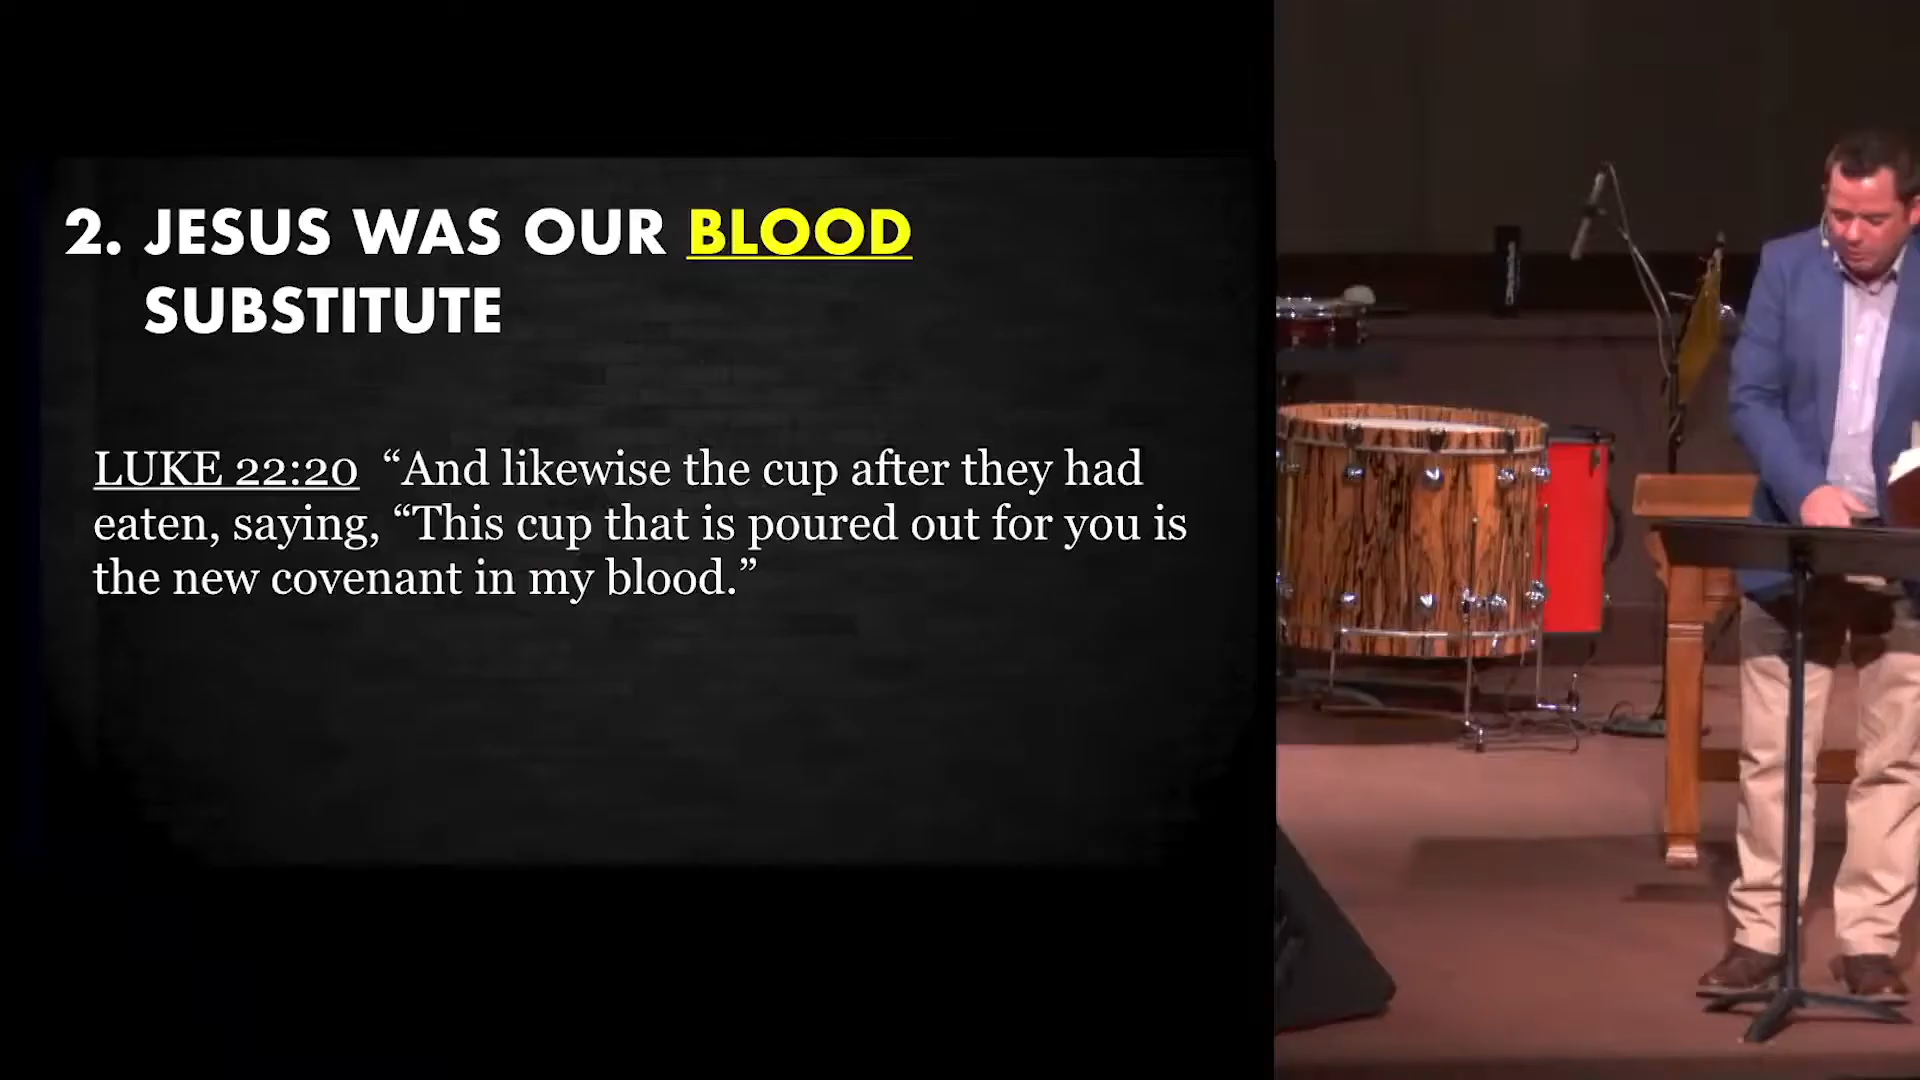 2. JESUS WAS OUR BLOOD
SUBSTITUTE
LUKE 22:20 “And likewise the cup after they had
eaten, saying, “This cup that is poured out for you is
the new covenant in my blood.”